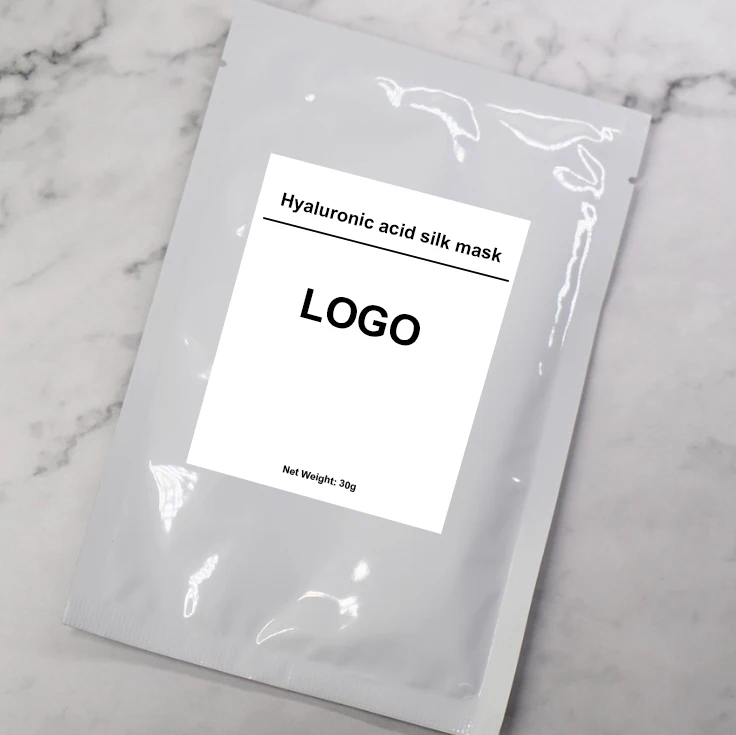 Hyaluronic acid silk mask
LOGO
Net Weight: 30g